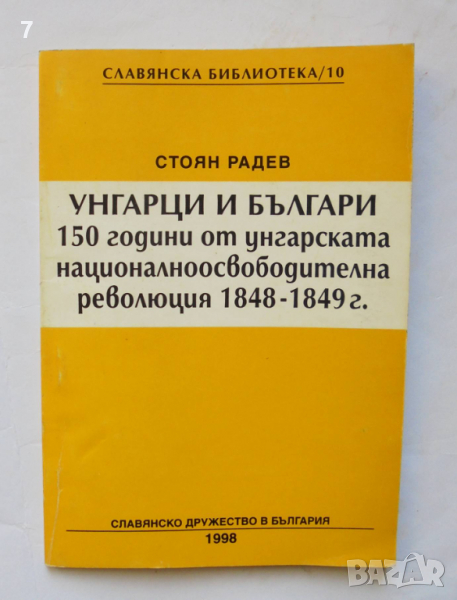 7
СЛАВЯНСКА БИБЛИОТЕКА/10
СТОЯН РАДЕВ
УНГАРЦИ И БЪЛГАРИ
150 години от унгарската
националноосвободителна
революция 1848-1849 г.
СЛАВЯНСКО ДРУЖЕСТВО В БЪЛГАРИЯ
1998
BAZAR